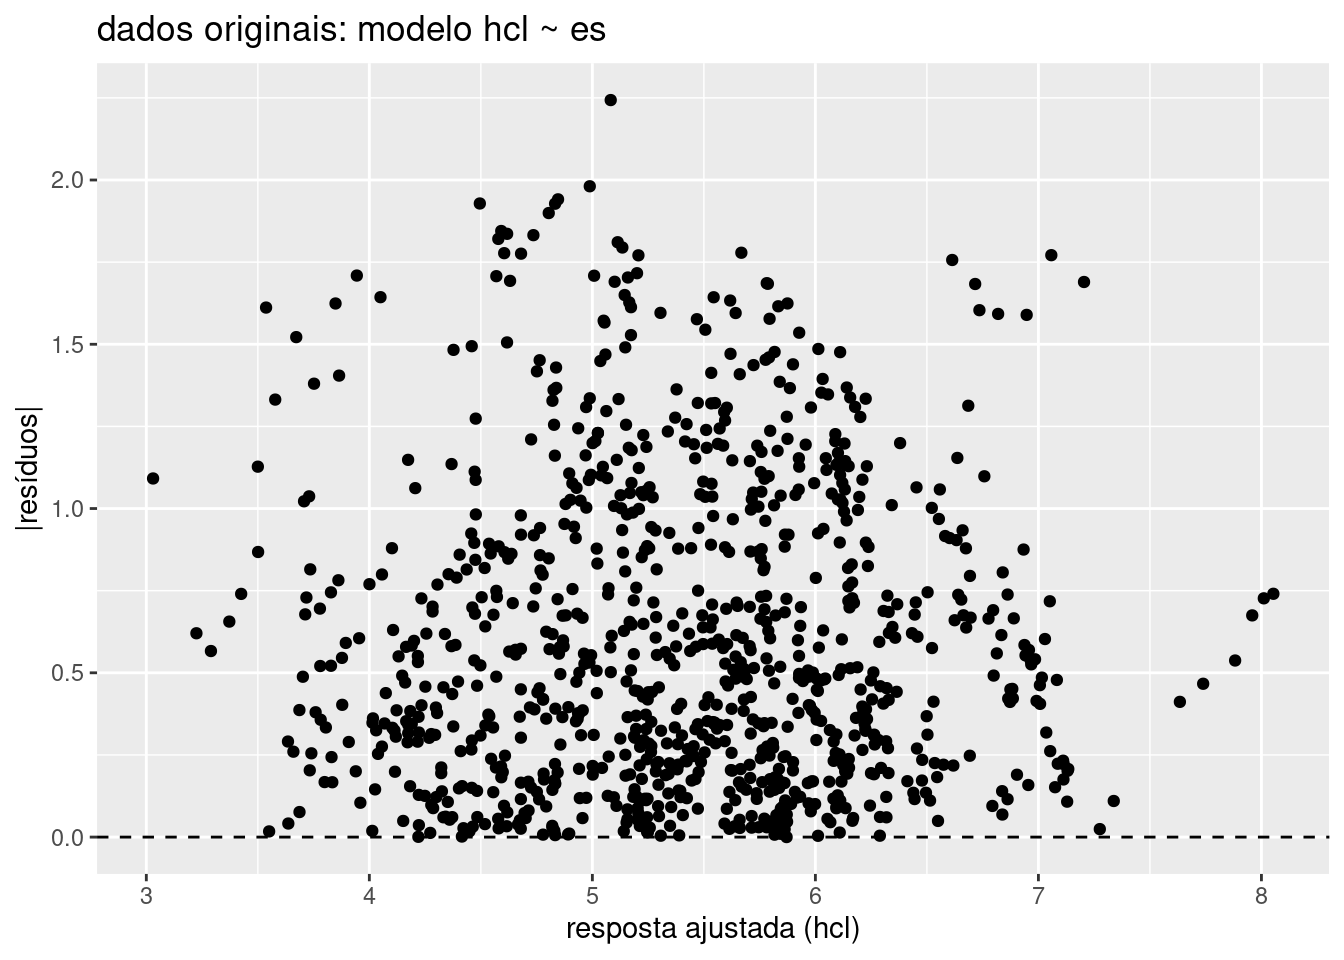 dados originais: modelo hcl ~ es
|resíduos|
2.0
1.5
1.0
0.5
0.0
3 4 5 6 7 8
resposta ajustada (hcl)